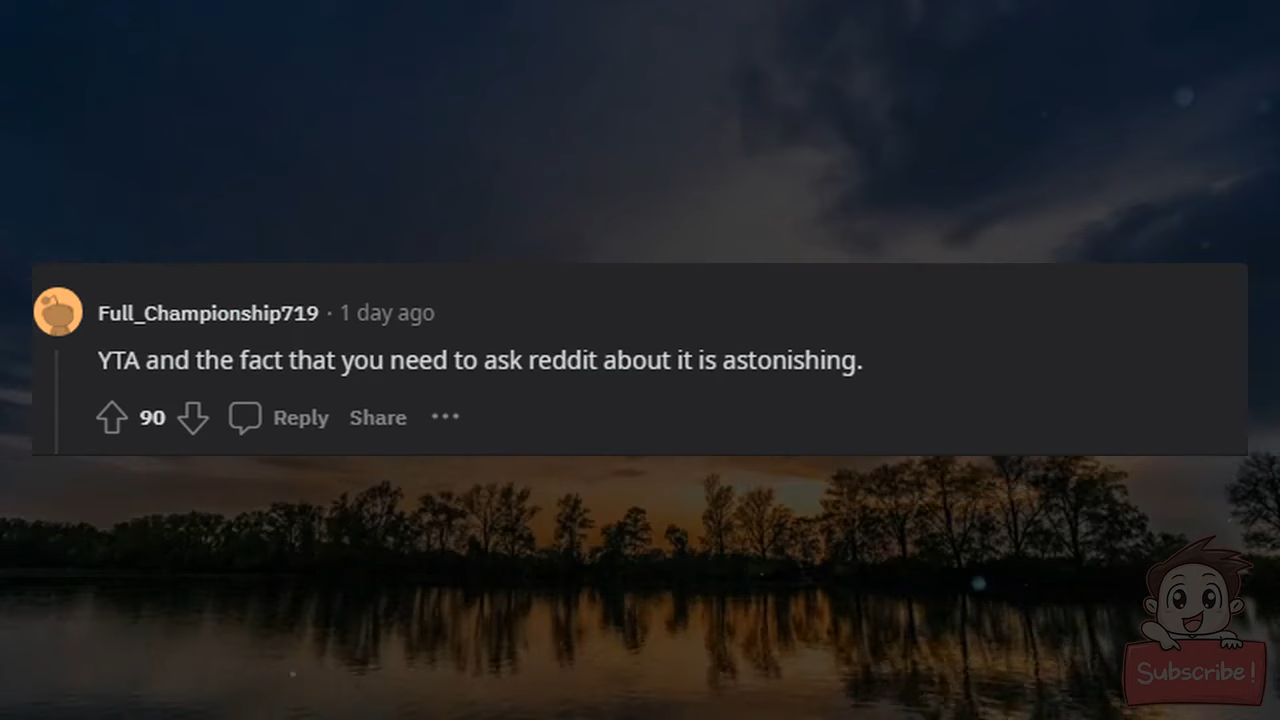 Full_Championship719 · 1 day ago
YTA and the fact that you need to ask reddit about it is astonishing.
90 Reply Share ···
Subscribe!